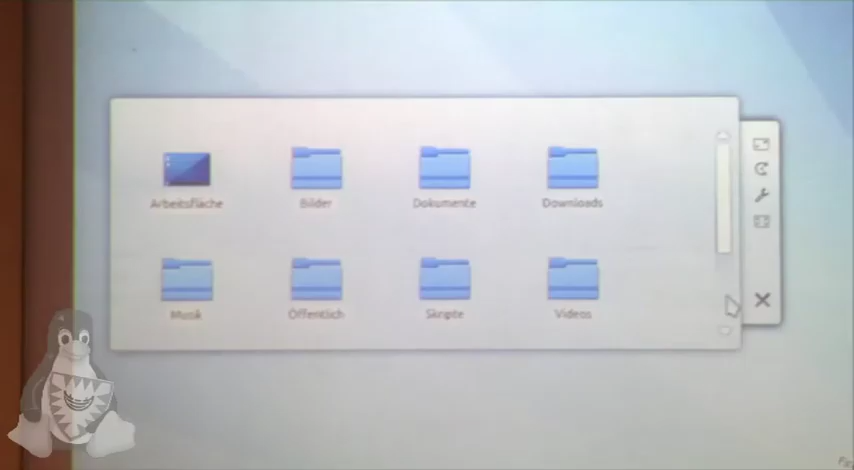 Arbeitsfläche Bilder Dokumente Downloads
Musik Öffentlich Skripte Videos